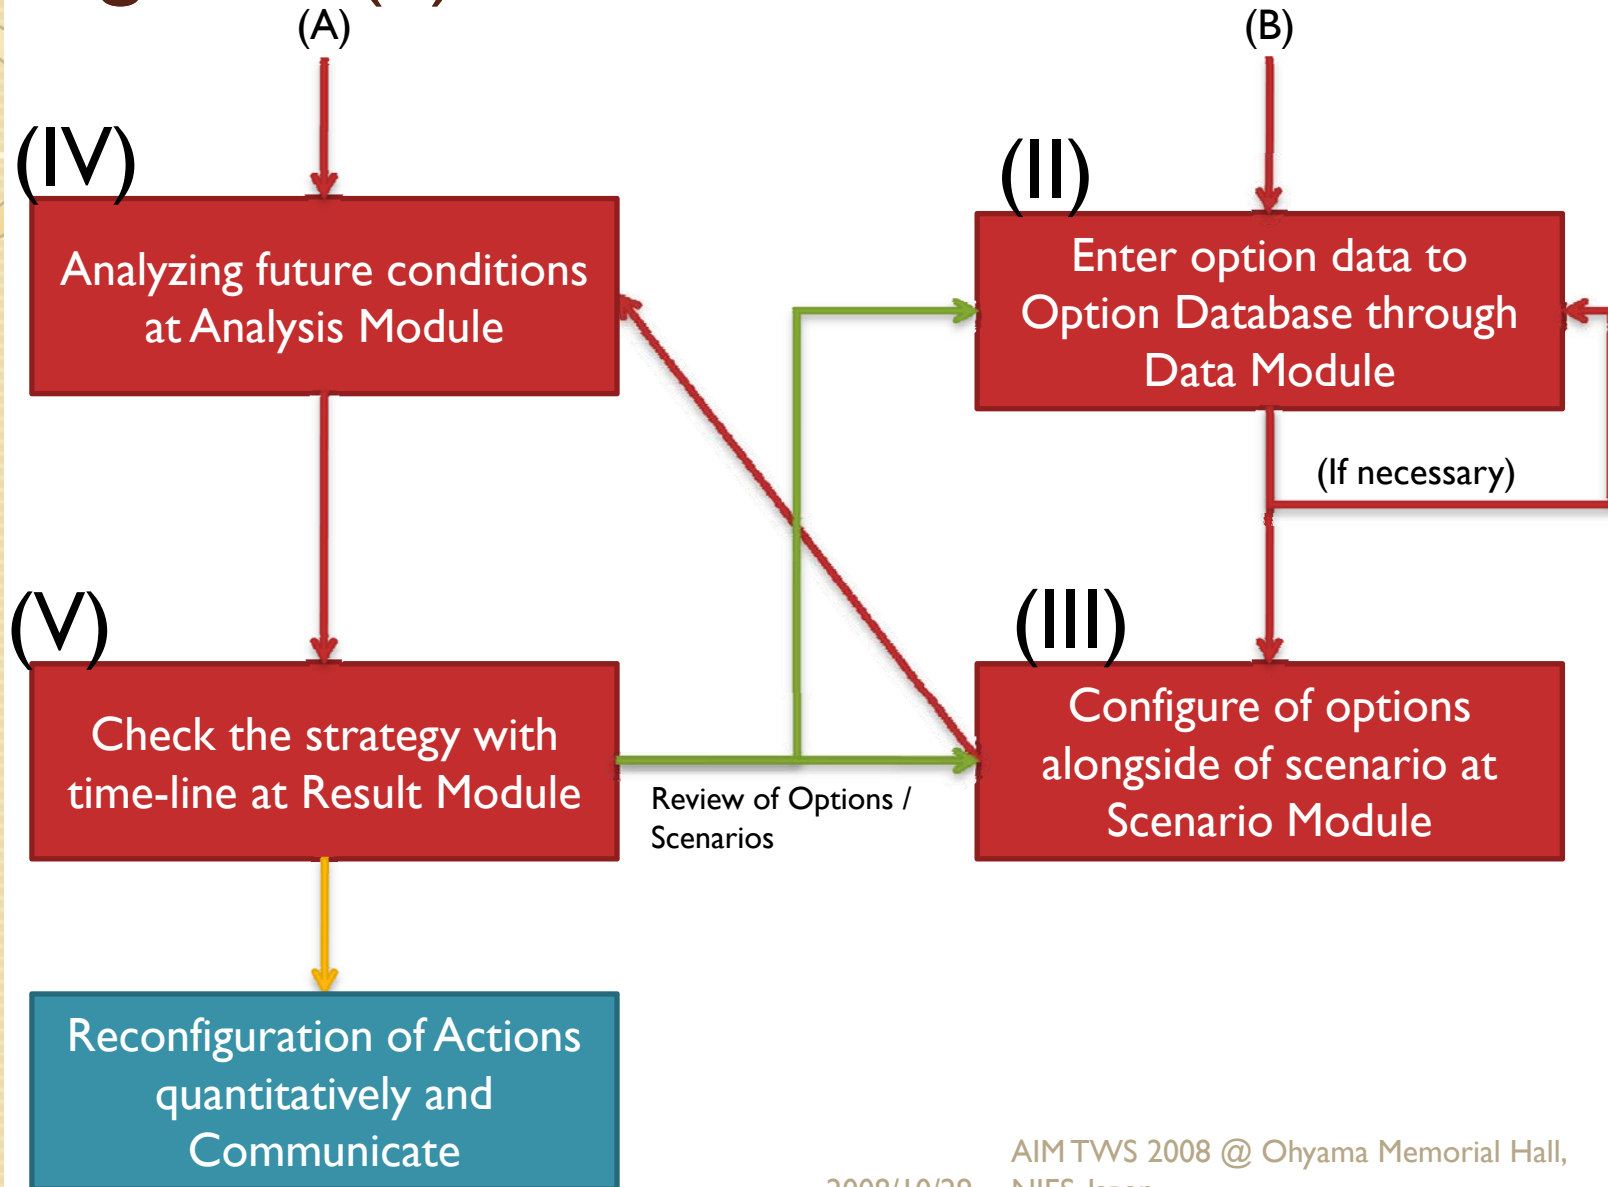 (A)
(B)
(IV)
(II)
Analyzing future conditions
at Analysis Module
Enter option data to
Option Database through
Data Module
(If necessary)
(V)
(III)
Check the strategy with
time-line at Result Module
Review of Options /
Scenarios
Configure of options
alongside of scenario at
Scenario Module
Reconfiguration of Actions
quantitatively and
Communicate
AIM TWS 2008 @ Ohyama Memorial Hall,